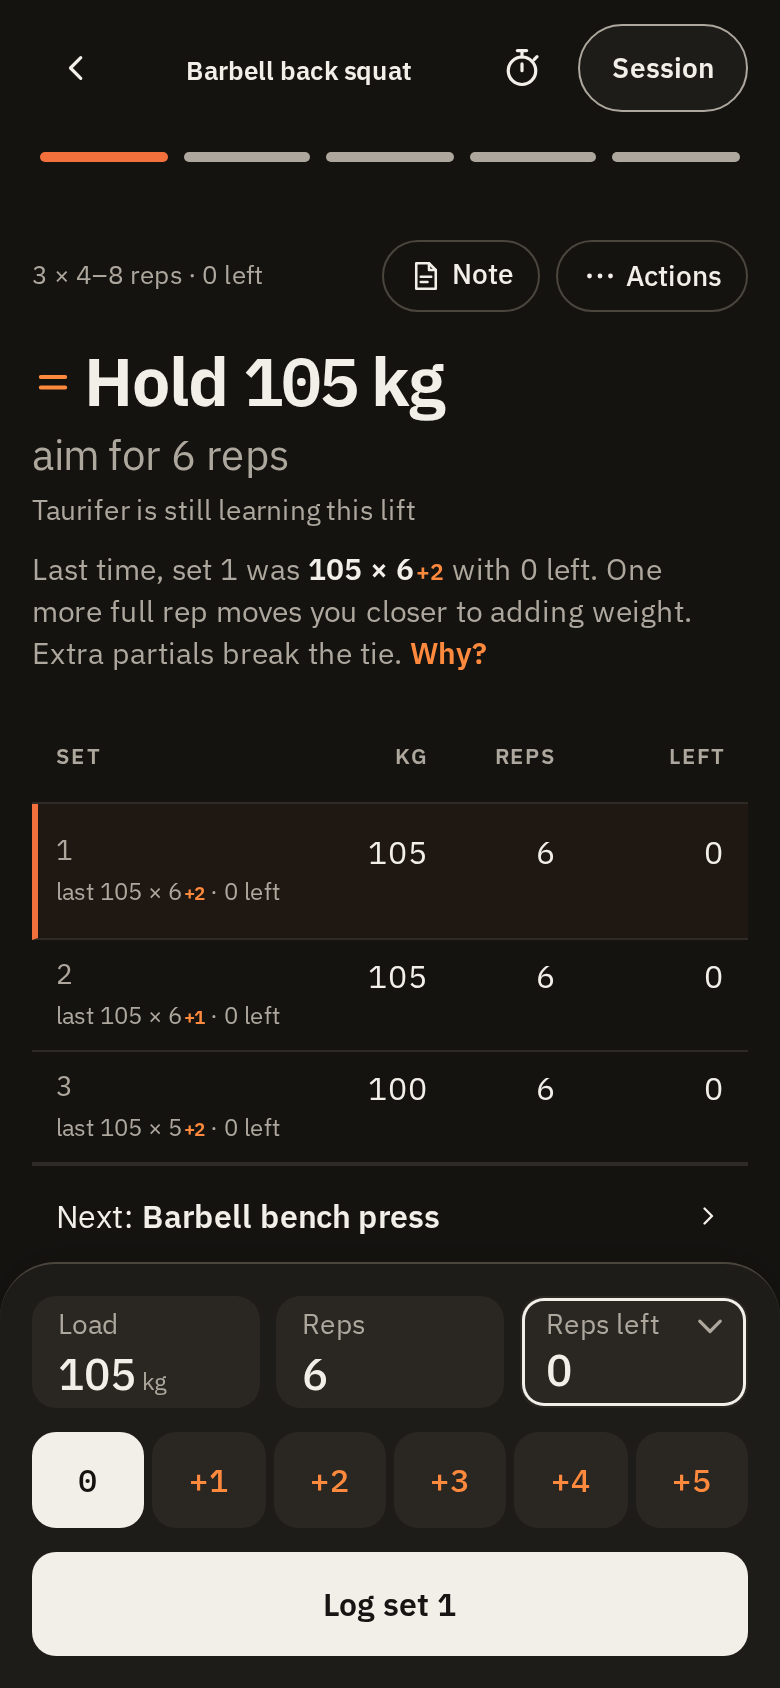 Barbell back squat
Session
3 × 4–8 reps · 0 left
Note
··· Actions
= Hold 105 kg
aim for 6 reps
Taurifer is still learning this lift
Last time, set 1 was 105 × 6+2 with 0 left. One
more full rep moves you closer to adding weight.
Extra partials break the tie. Why?
SET KG REPS LEFT
1 105 6 0
last 105 × 6+2 · 0 left
2 105 6 0
last 105 × 6+1 · 0 left
3 100 6 0
last 105 × 5+2 · 0 left
Next: Barbell bench press
Load Reps Reps left
105 kg 6 0
0 +1 +2 +3 +4 +5
Log set 1